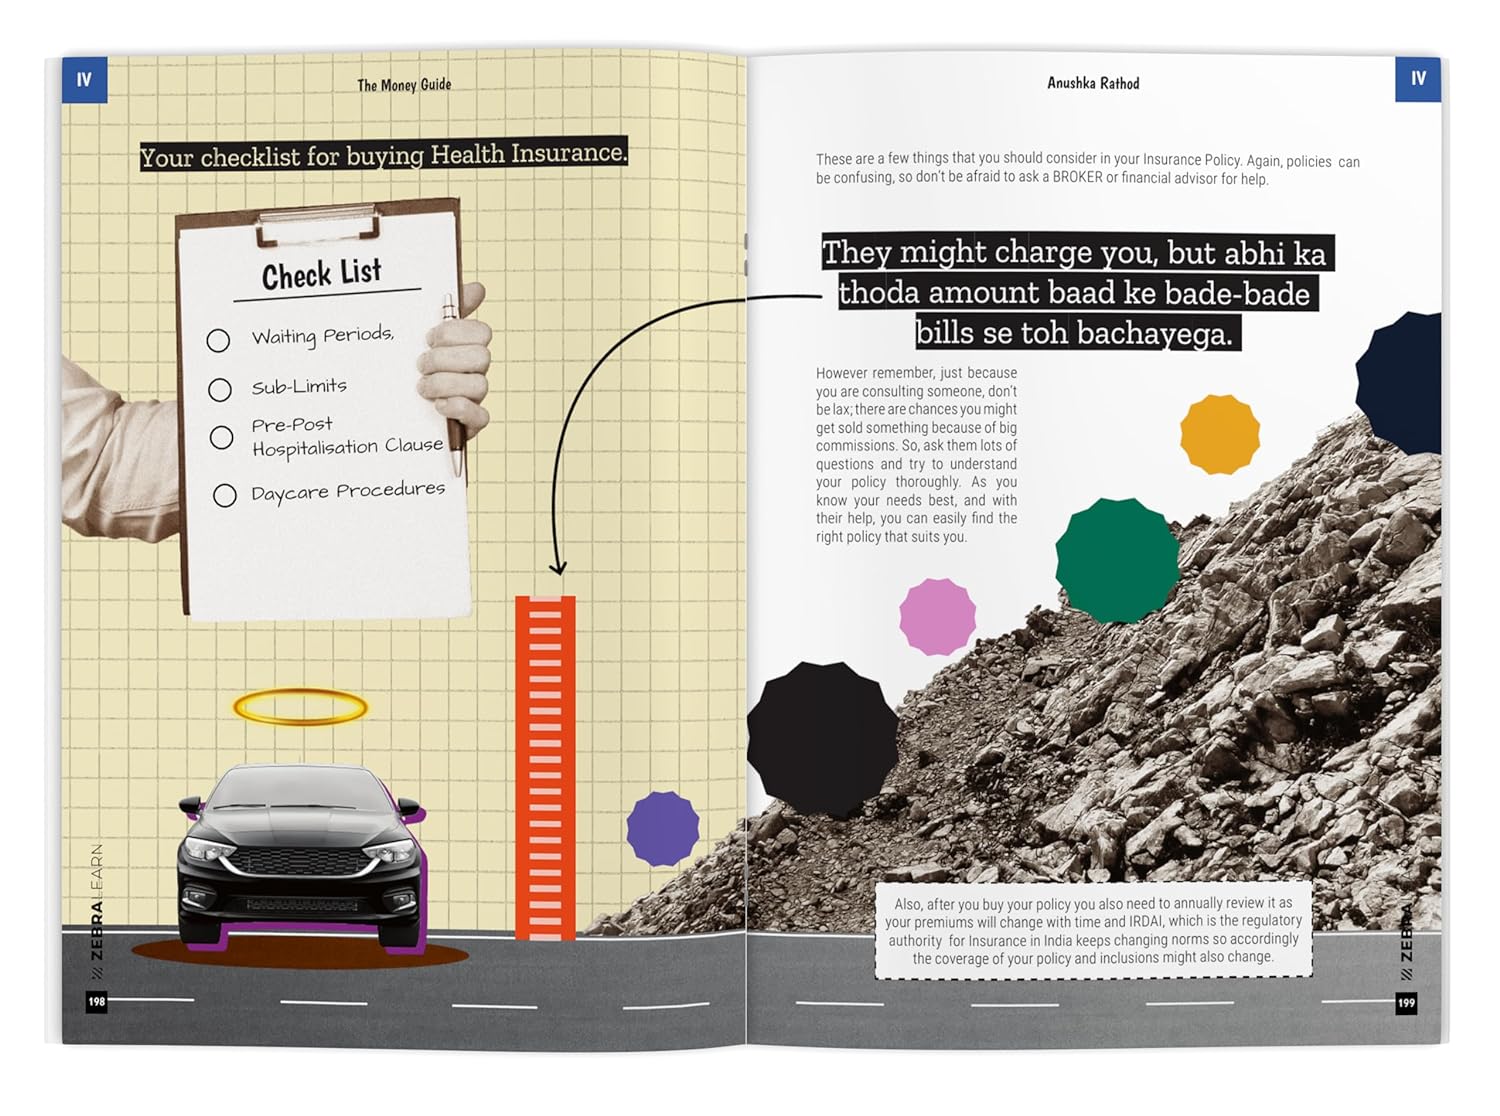 IV
The Money Guide
Your checklist for buying Health Insurance.
Check List
Waiting Periods,
Sub-Limits
Pre-Post
Hospitalisation Clause
Daycare Procedures
ZEBRALEARN
198
IV
Anushka Rathod
These are a few things that you should consider in your Insurance Policy. Again, policies can
be confusing, so don't be afraid to ask a BROKER or financial advisor for help.
They might charge you, but abhi ka
thoda amount baad ke bade-bade
bills se toh bachayega.
However remember, just because
you are consulting someone, don't
be lax; there are chances you might
get sold something because of big
commissions. So, ask them lots of
questions and try to understand
your policy thoroughly. As you
know your needs best, and with
their help, you can easily find the
right policy that suits you.
Also, after you buy your policy you also need to annually review it as
your premiums will change with time and IRDAI, which is the regulatory
authority for Insurance in India keeps changing norms so accordingly
the coverage of your policy and inclusions might also change.
ZEBRA
199